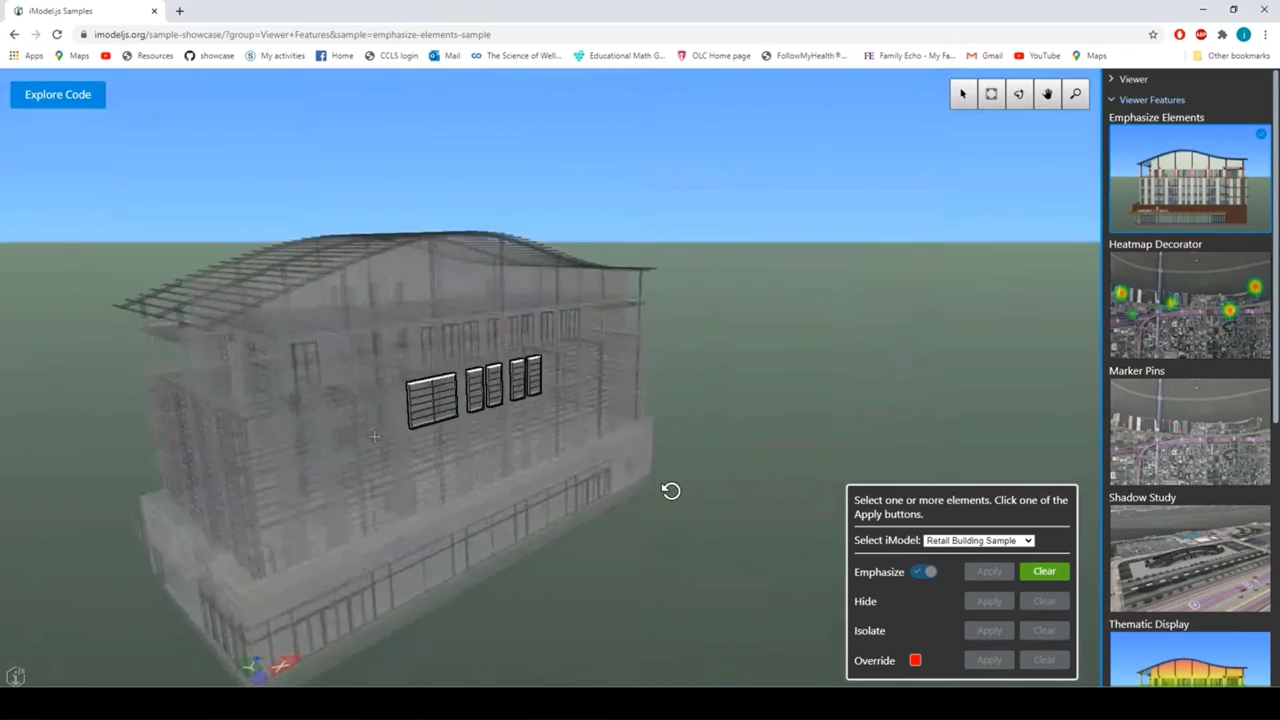 iModel.js Samples
imodeljs.org/sample-showcase/?group=Viewer+Features&sample=emphasize-elements-sample
Apps Maps Resources showcase My activities Home CCLS login Mail The Science of Well... Educational Math G... OLC Home page FollowMyHealth®... Family Echo - My Fa... Gmail YouTube Maps Other bookmarks
Explore Code
Viewer
Viewer Features
Emphasize Elements
Heatmap Decorator
Marker Pins
Shadow Study
Thematic Display
Select one or more elements. Click one of the
Apply buttons.
Select iModel: Retail Building Sample
Emphasize Apply Clear
Hide Apply Clear
Isolate Apply Clear
Override Apply Clear